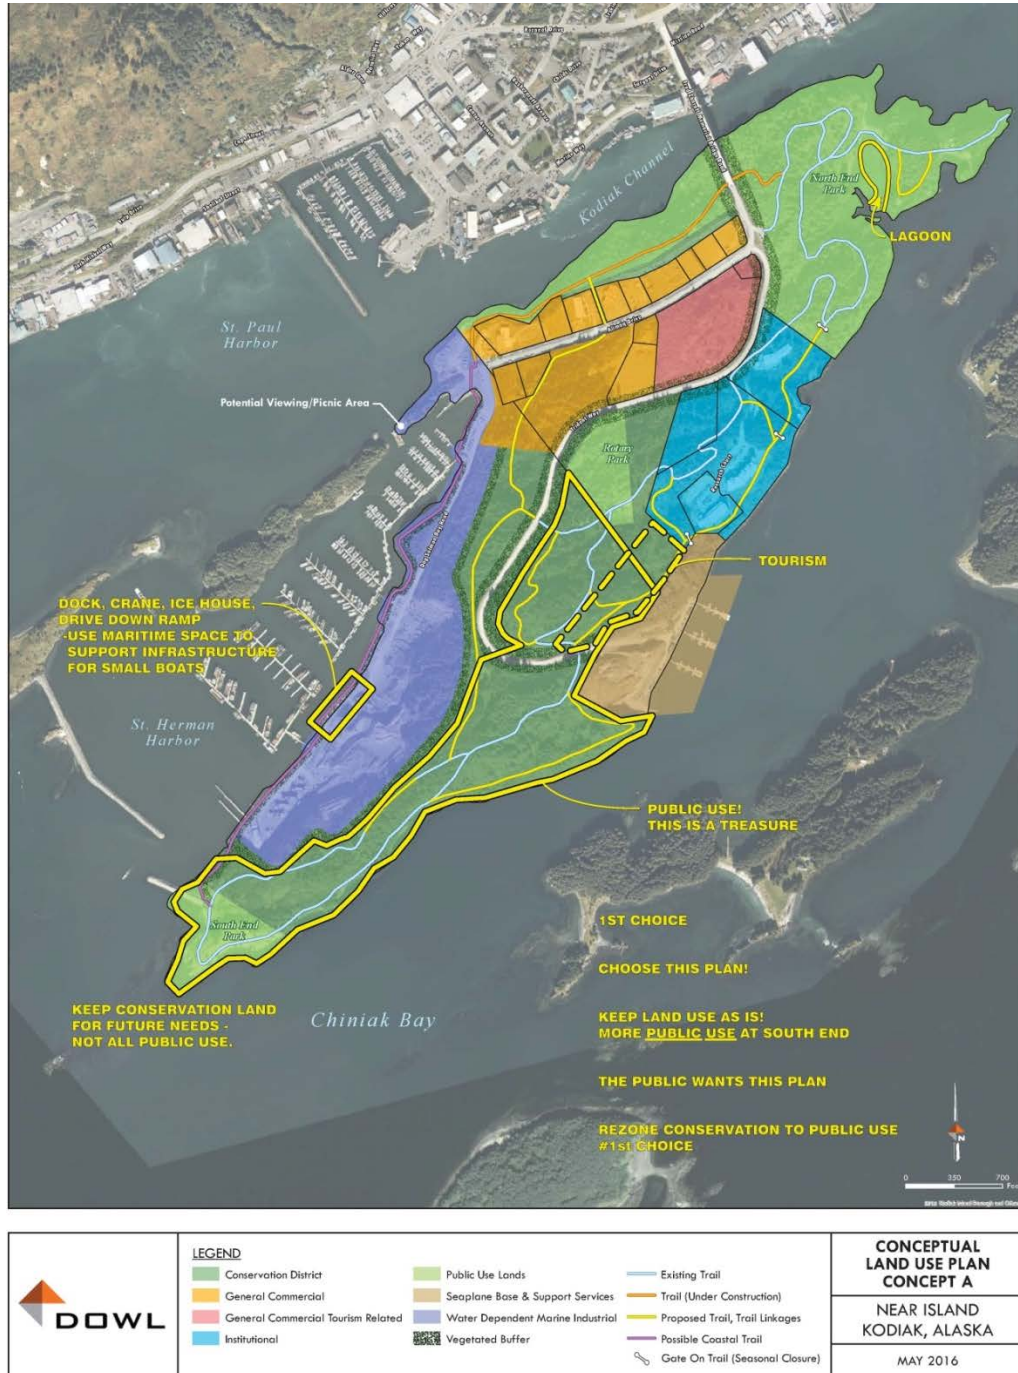 Kodiak Channel
North End
Park
LAGOON
St. Paul
Harbor
Potential Viewing/Picnic Area
Rotary
Park
TOURISM
DOCK, CRANE, ICE HOUSE,
DRIVE DOWN RAMP
-USE MARITIME SPACE TO
SUPPORT INFRASTRUCTURE
FOR SMALL BOATS
St. Herman
Harbor
PUBLIC USE!
THIS IS A TREASURE
South End
Park
1ST CHOICE
CHOOSE THIS PLAN!
KEEP CONSERVATION LAND
FOR FUTURE NEEDS -
NOT ALL PUBLIC USE.
Chiniak Bay
KEEP LAND USE AS IS!
MORE PUBLIC USE AT SOUTH END
THE PUBLIC WANTS THIS PLAN
REZONE CONSERVATION TO PUBLIC USE
#1st CHOICE
N
0 350 700
DOWL
LEGEND
Conservation District
General Commercial
General Commercial Tourism Related
Institutional
Public Use Lands
Seaplane Base & Support Services
Water Dependent Marine Industrial
Vegetated Buffer
Existing Trail
Trail (Under Construction)
Proposed Trail, Trail Linkages
Possible Coastal Trail
Gate On Trail (Seasonal Closure)
CONCEPTUAL
LAND USE PLAN
CONCEPT A
NEAR ISLAND
KODIAK, ALASKA
MAY 2016